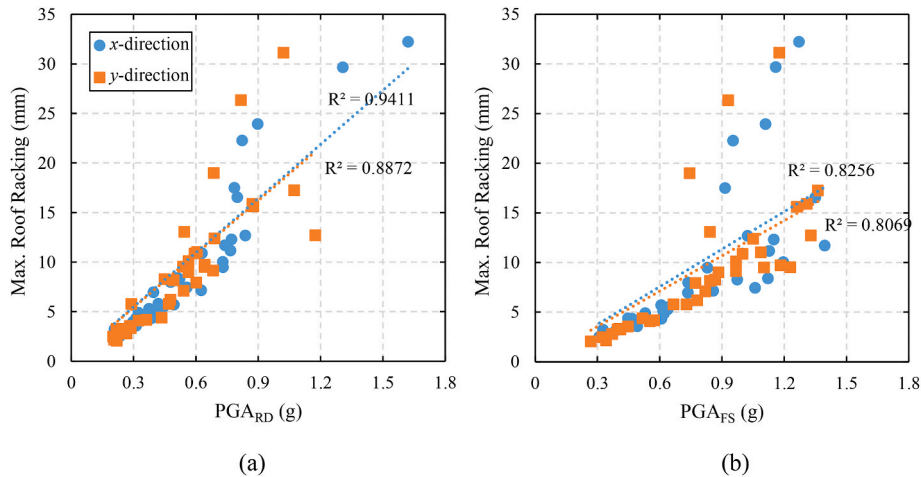 35
30
25
20
15
10
5
0
Max. Roof Racking (mm)
x-direction
y-direction
R² = 0.9411
R² = 0.8872
0 0.3 0.6 0.9 1.2 1.5 1.8
PGA_RD (g)
(a)
35
30
25
20
15
10
5
0
Max. Roof Racking (mm)
R² = 0.8256
R² = 0.8069
0 0.3 0.6 0.9 1.2 1.5 1.8
PGA_FS (g)
(b)